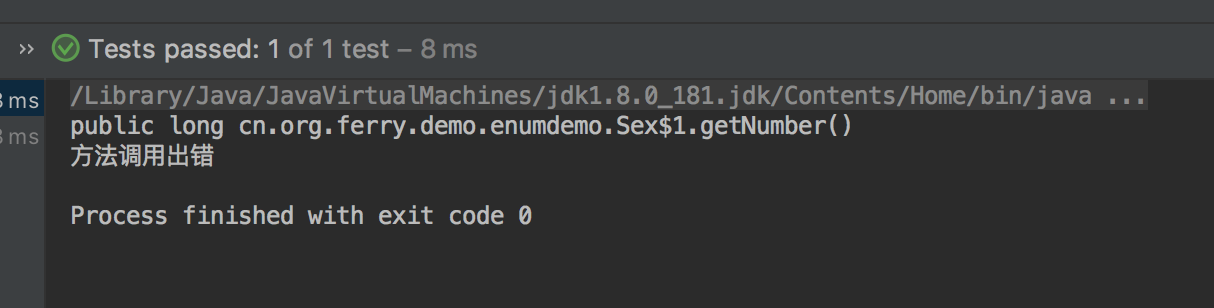 ›› Tests passed: 1 of 1 test – 8 ms
/Library/Java/JavaVirtualMachines/jdk1.8.0_181.jdk/Contents/Home/bin/java ...
ms
public long cn.org.ferry.demo.enumdemo.Sex$1.getNumber()
ms
方法调用出错
Process finished with exit code 0